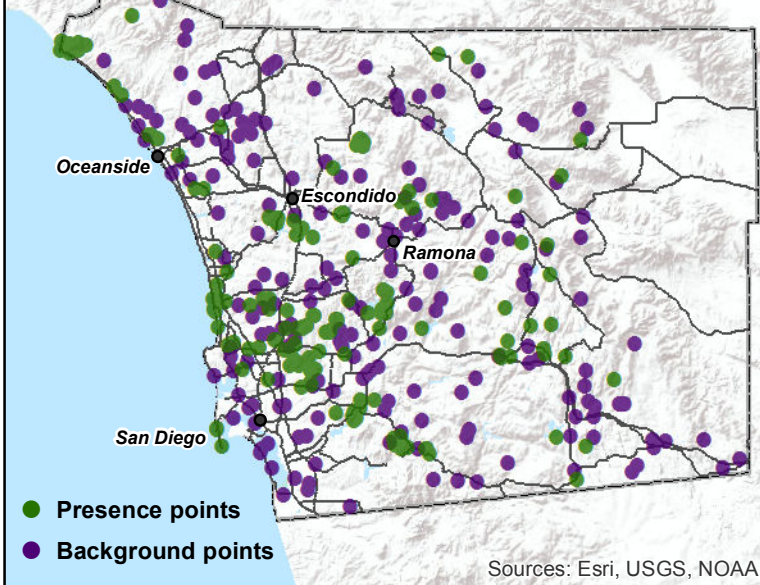 Oceanside
Escondido
Ramona
San Diego
Presence points
Background points
Sources: Esri, USGS, NOAA